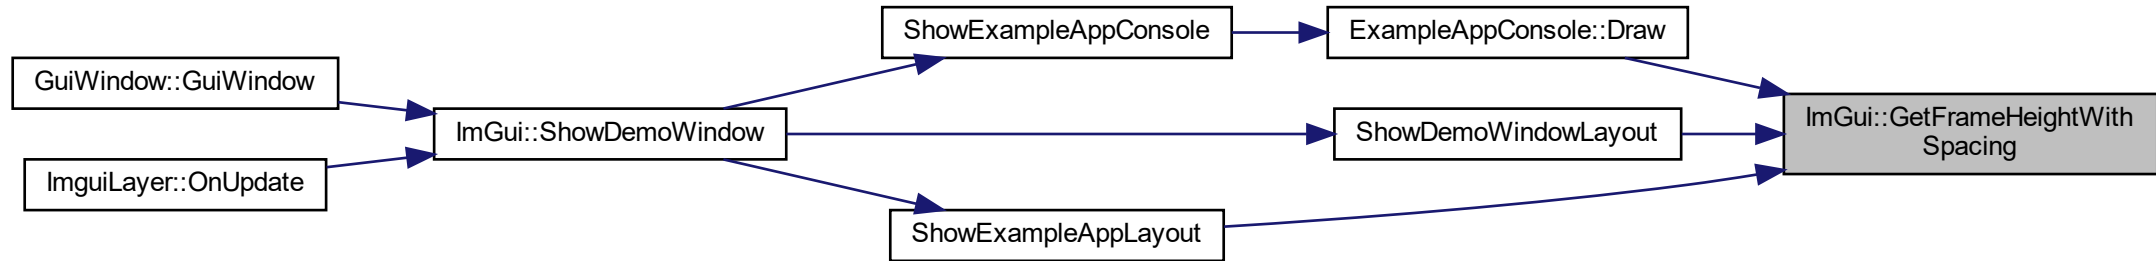 ShowExampleAppConsole
ExampleAppConsole::Draw
GuiWindow::GuiWindow
ImGui::ShowDemoWindow
ShowDemoWindowLayout
ImGui::GetFrameHeightWith
Spacing
ImguiLayer::OnUpdate
ShowExampleAppLayout